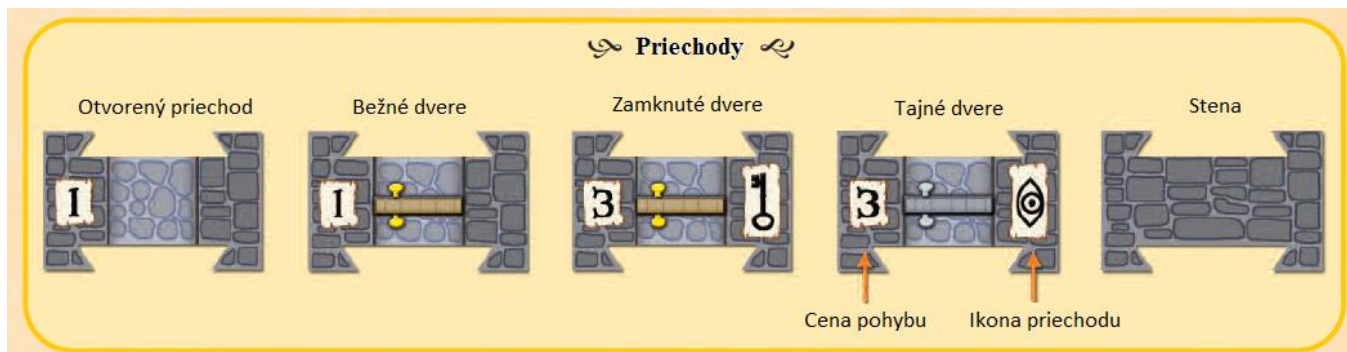 Priechody
Otvorený priechod
Bežné dvere
Zamknuté dvere
Tajné dvere
Stena
1
1
3
3
Cena pohybu
Ikona priechodu